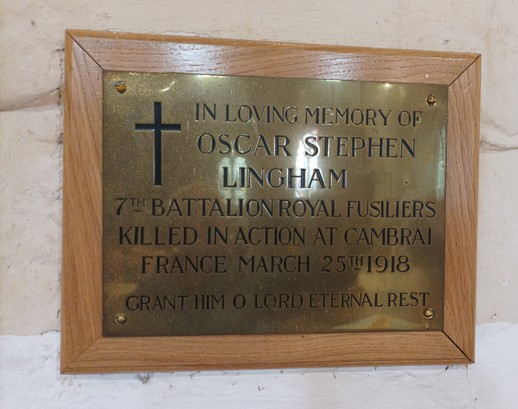 IN LOVING MEMORY OF
OSCAR STEPHEN
LINGHAM
7TH BATTALION ROYAL FUSILIERS
KILLED IN ACTION AT CAMBRAI
FRANCE MARCH 25TH 1918
GRANT HIM O LORD ETERNAL REST